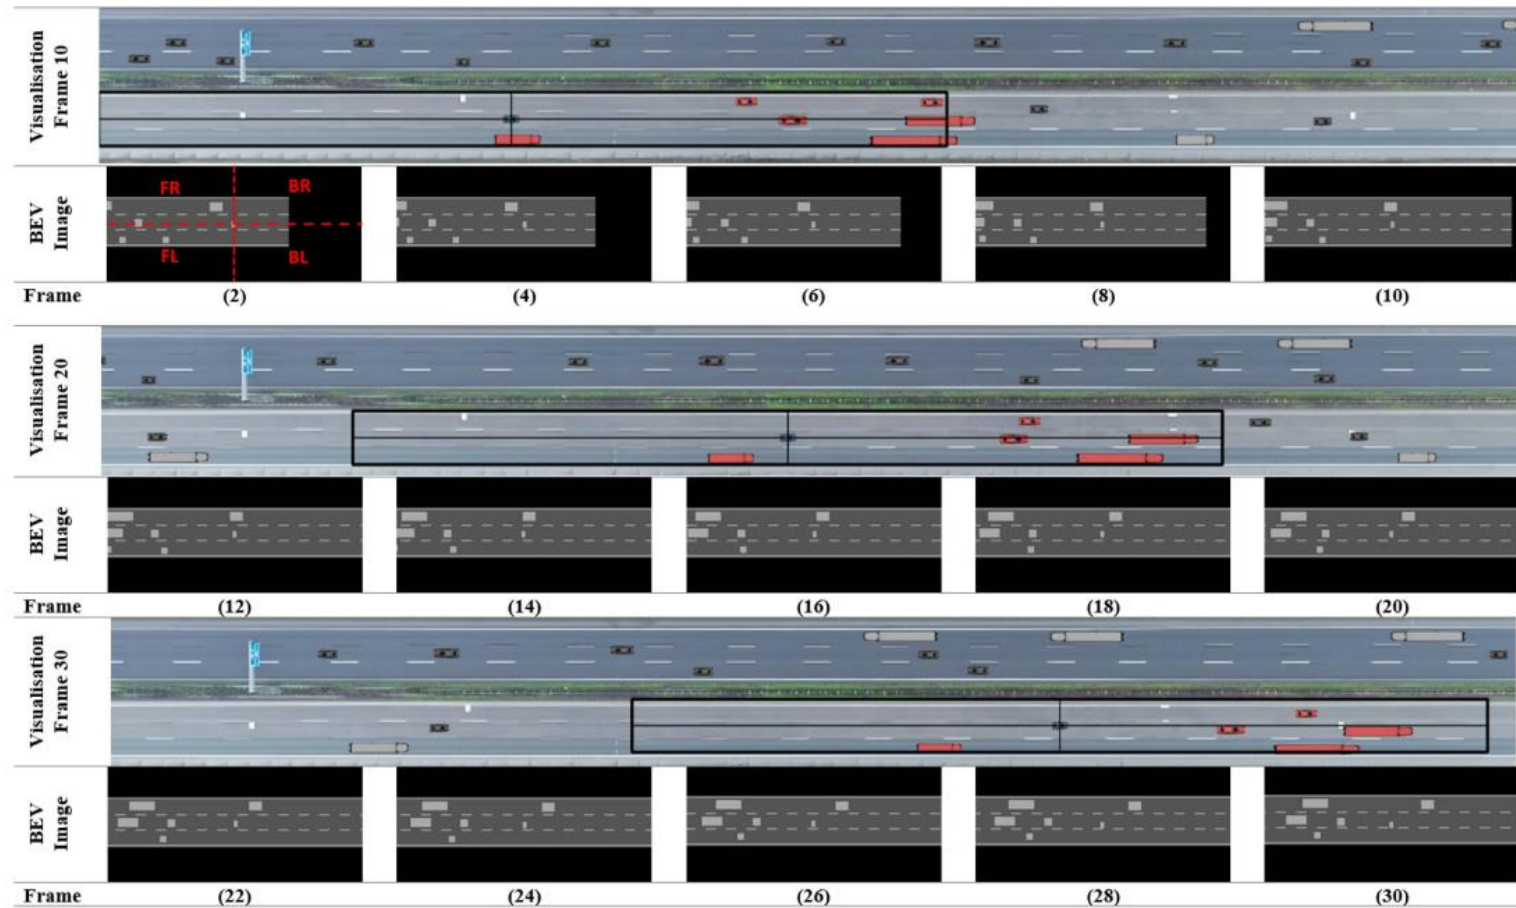 Visualisation
Frame 10
BEV
Image
FR
BR
FL
BL
Frame
(2)
(4)
(6)
(8)
(10)
Visualisation
Frame 20
BEV
Image
Frame
(12)
(14)
(16)
(18)
(20)
Visualisation
Frame 30
BEV
Image
Frame
(22)
(24)
(26)
(28)
(30)